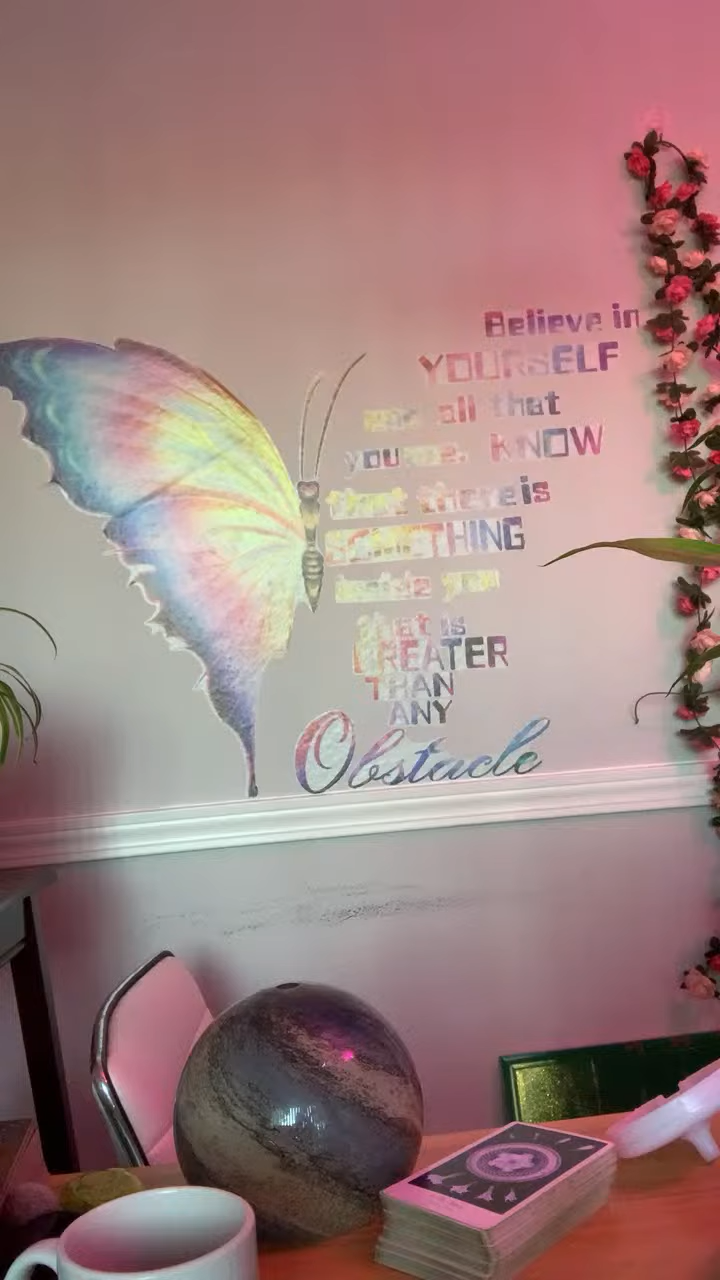 Believe in
YOURSELF
and all that
you are. KNOW
that there is
SOMETHING
inside you
that is
GREATER
THAN
ANY
Obstacle